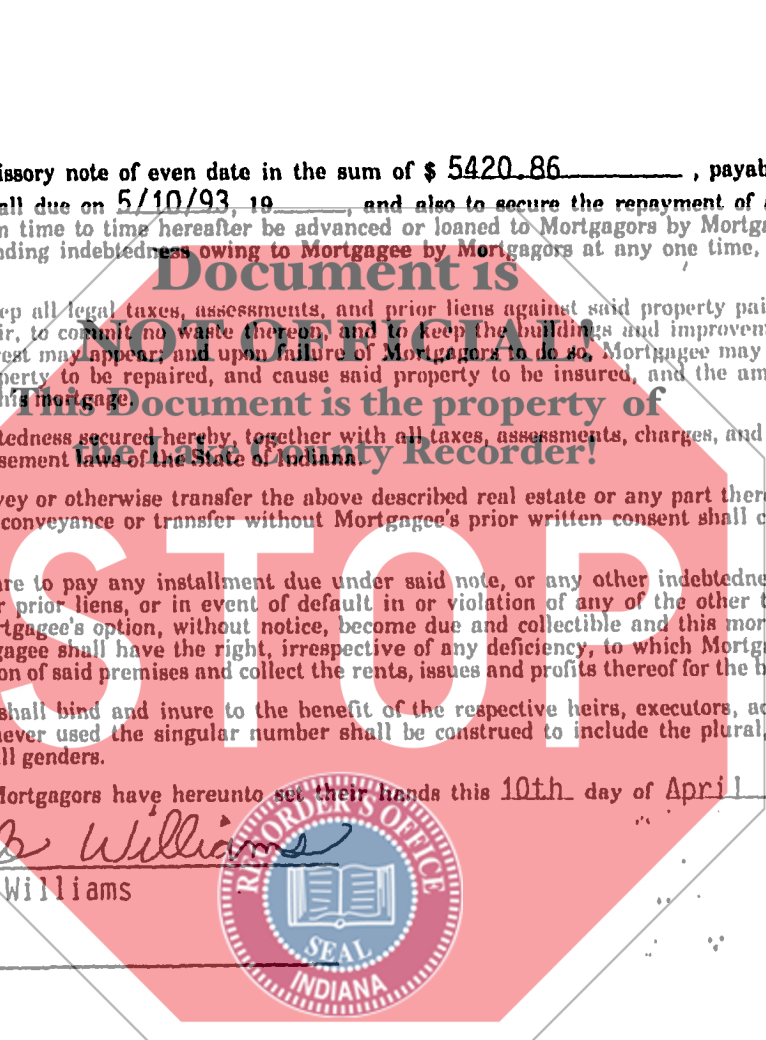 issory note of even date in the sum of $ 5420.86 , payab
all due on 5/10/93, 19 , and also to secure the repayment of
m time to time hereafter be advanced or loaned to Mortgagors by Mortga
nding indebtedness owing to Mortgagee by Mortgagors at any one time,
Document is
ep all legal taxes, assessments, and prior liens against said property pai
ir, to commit no waste thereon, and to keep the buildings and improvem
NOT OFFICIAL!
rest may appear; and upon failure of Mortgagors to do so, Mortgagee may
perty to be repaired, and cause said property to be insured, and the am
his mortgage.
This Document is the property of
tedness secured hereby, together with all taxes, assessments, charges, and
the Lake County Recorder!
sement laws of the State of Indiana.
vey or otherwise transfer the above described real estate or any part ther
conveyance or transfer without Mortgagee's prior written consent shall c
STOP
are to pay any installment due under said note, or any other indebtedne
r prior liens, or in event of default in or violation of any of the other t
rtgagee's option, without notice, become due and collectible and this mor
gagee shall have the right, irrespective of any deficiency, to which Mortg
on of said premises and collect the rents, issues and profits thereof for the b
shall bind and inure to the benefit of the respective heirs, executors, ad
never used the singular number shall be construed to include the plural,
ll genders.
Mortgagors have hereunto set their hands this 10th day of April
Williams
Williams
RECORDER'S OFFICE
SEAL
INDIANA